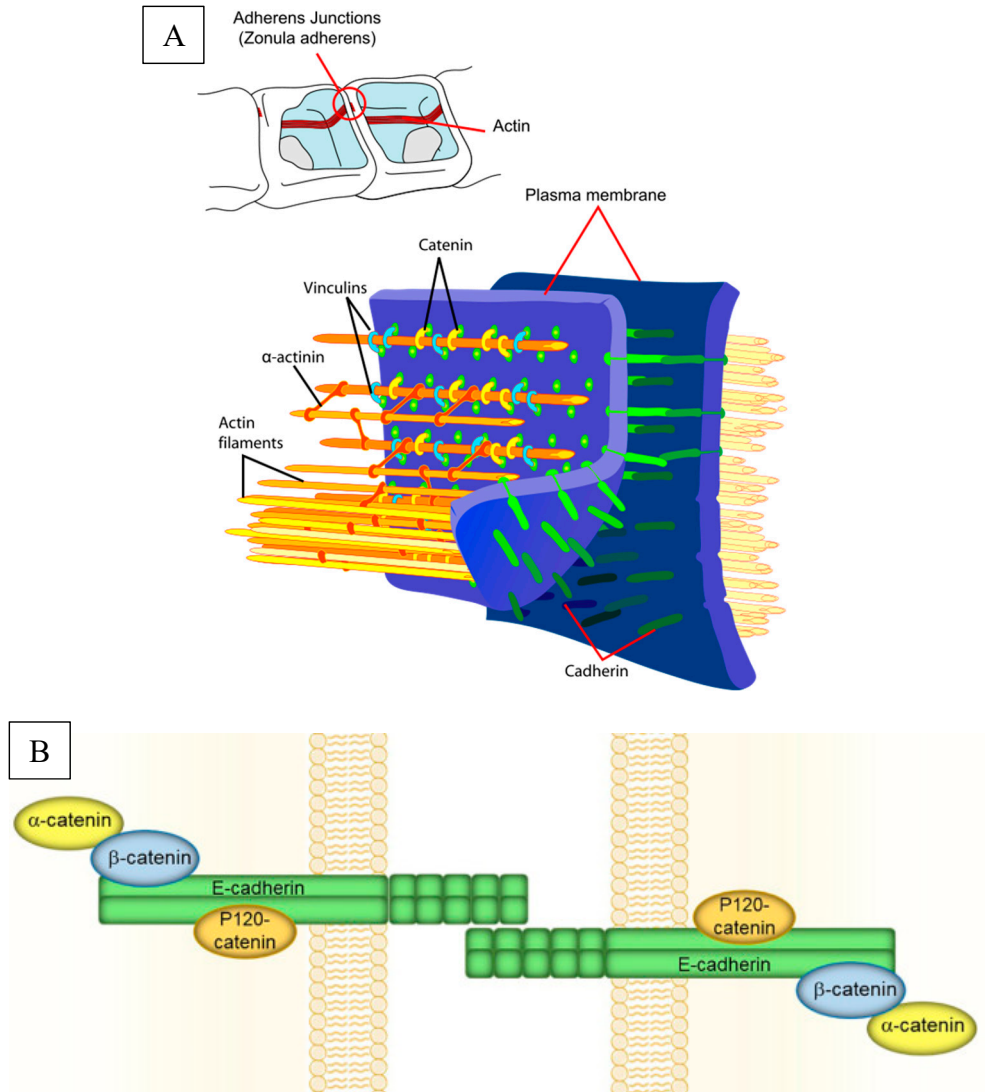 A
Adherens Junctions
(Zonula adherens)
Actin
Plasma membrane
Catenin
Vinculins
α-actinin
Actin
filaments
Cadherin
B
α-catenin
β-catenin
E-cadherin
P120-
catenin
P120-
catenin
E-cadherin
β-catenin
α-catenin